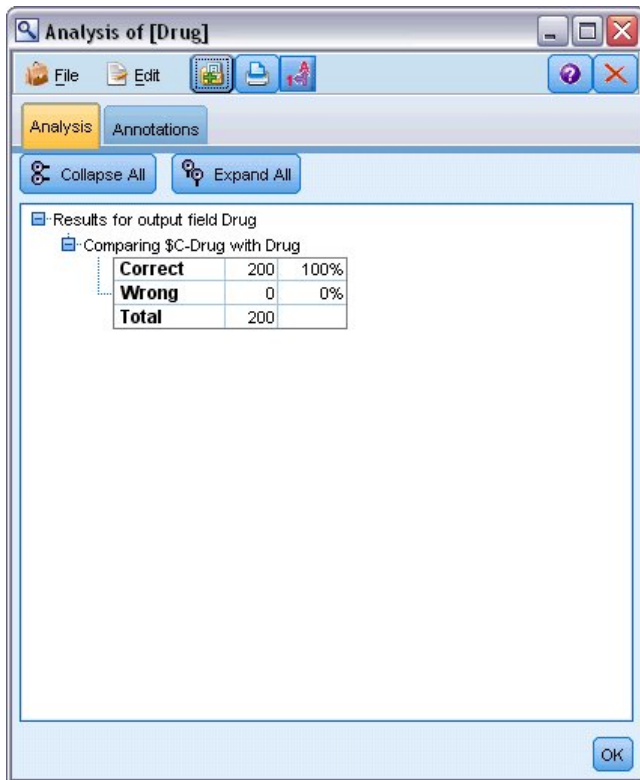 Analysis of [Drug]
File Edit
Analysis Annotations
Collapse All Expand All
Results for output field Drug
Comparing $C-Drug with Drug
Correct 200 100%
Wrong 0 0%
Total 200
OK